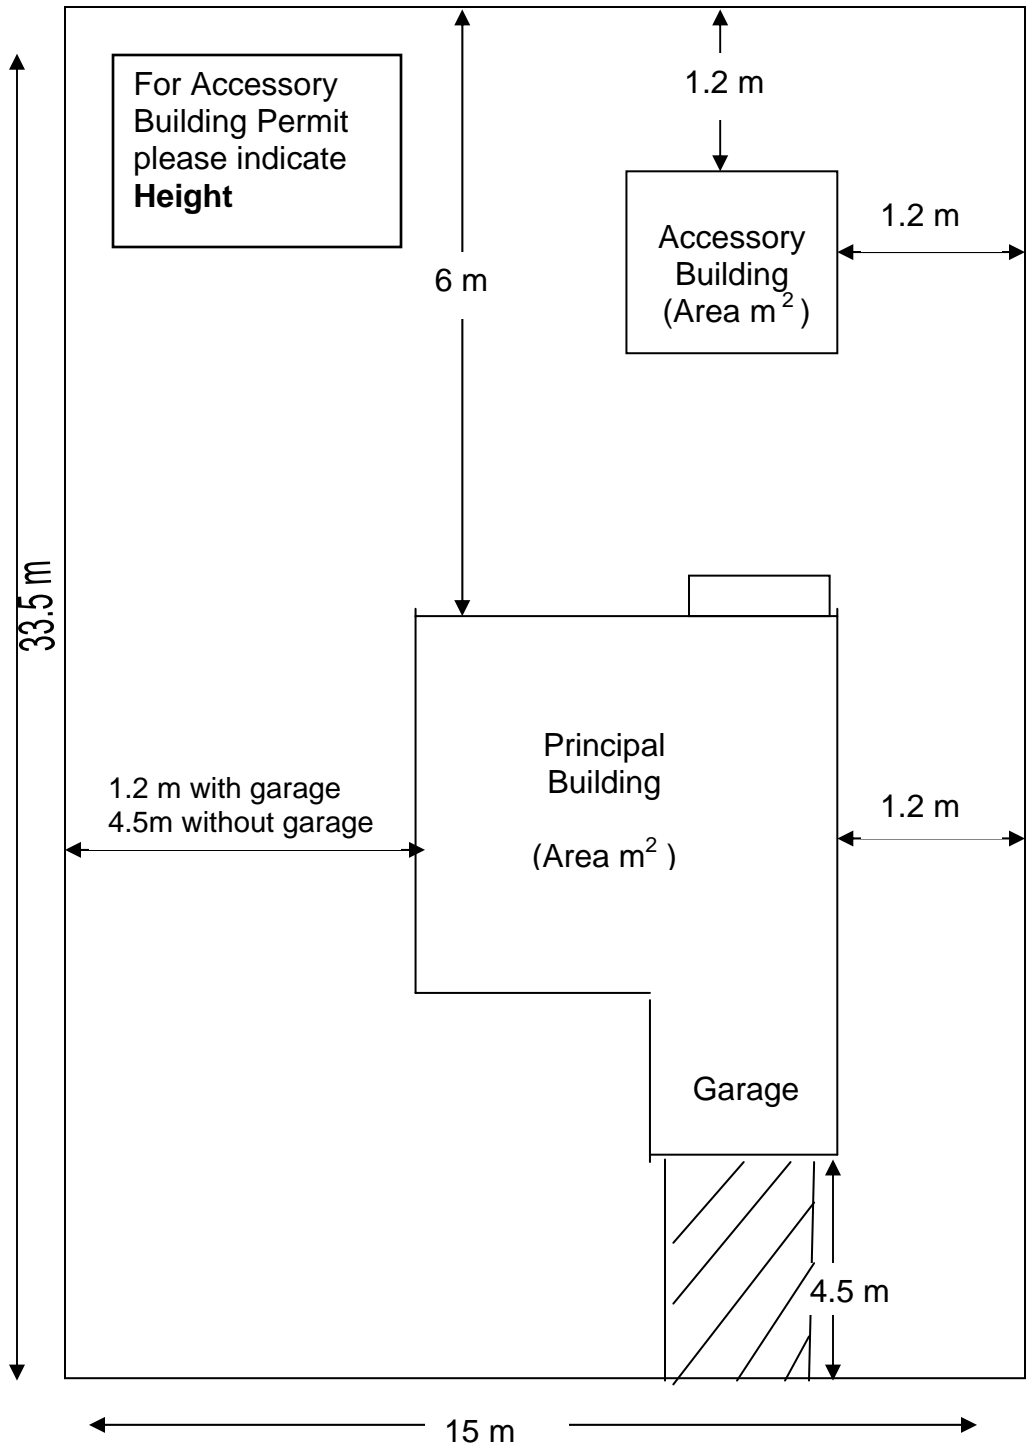 For Accessory
Building Permit
please indicate
Height
1.2 m
1.2 m
Accessory
Building
(Area m² )
6 m
33.5 m
Principal
Building
(Area m² )
1.2 m with garage
4.5m without garage
1.2 m
Garage
4.5 m
15 m